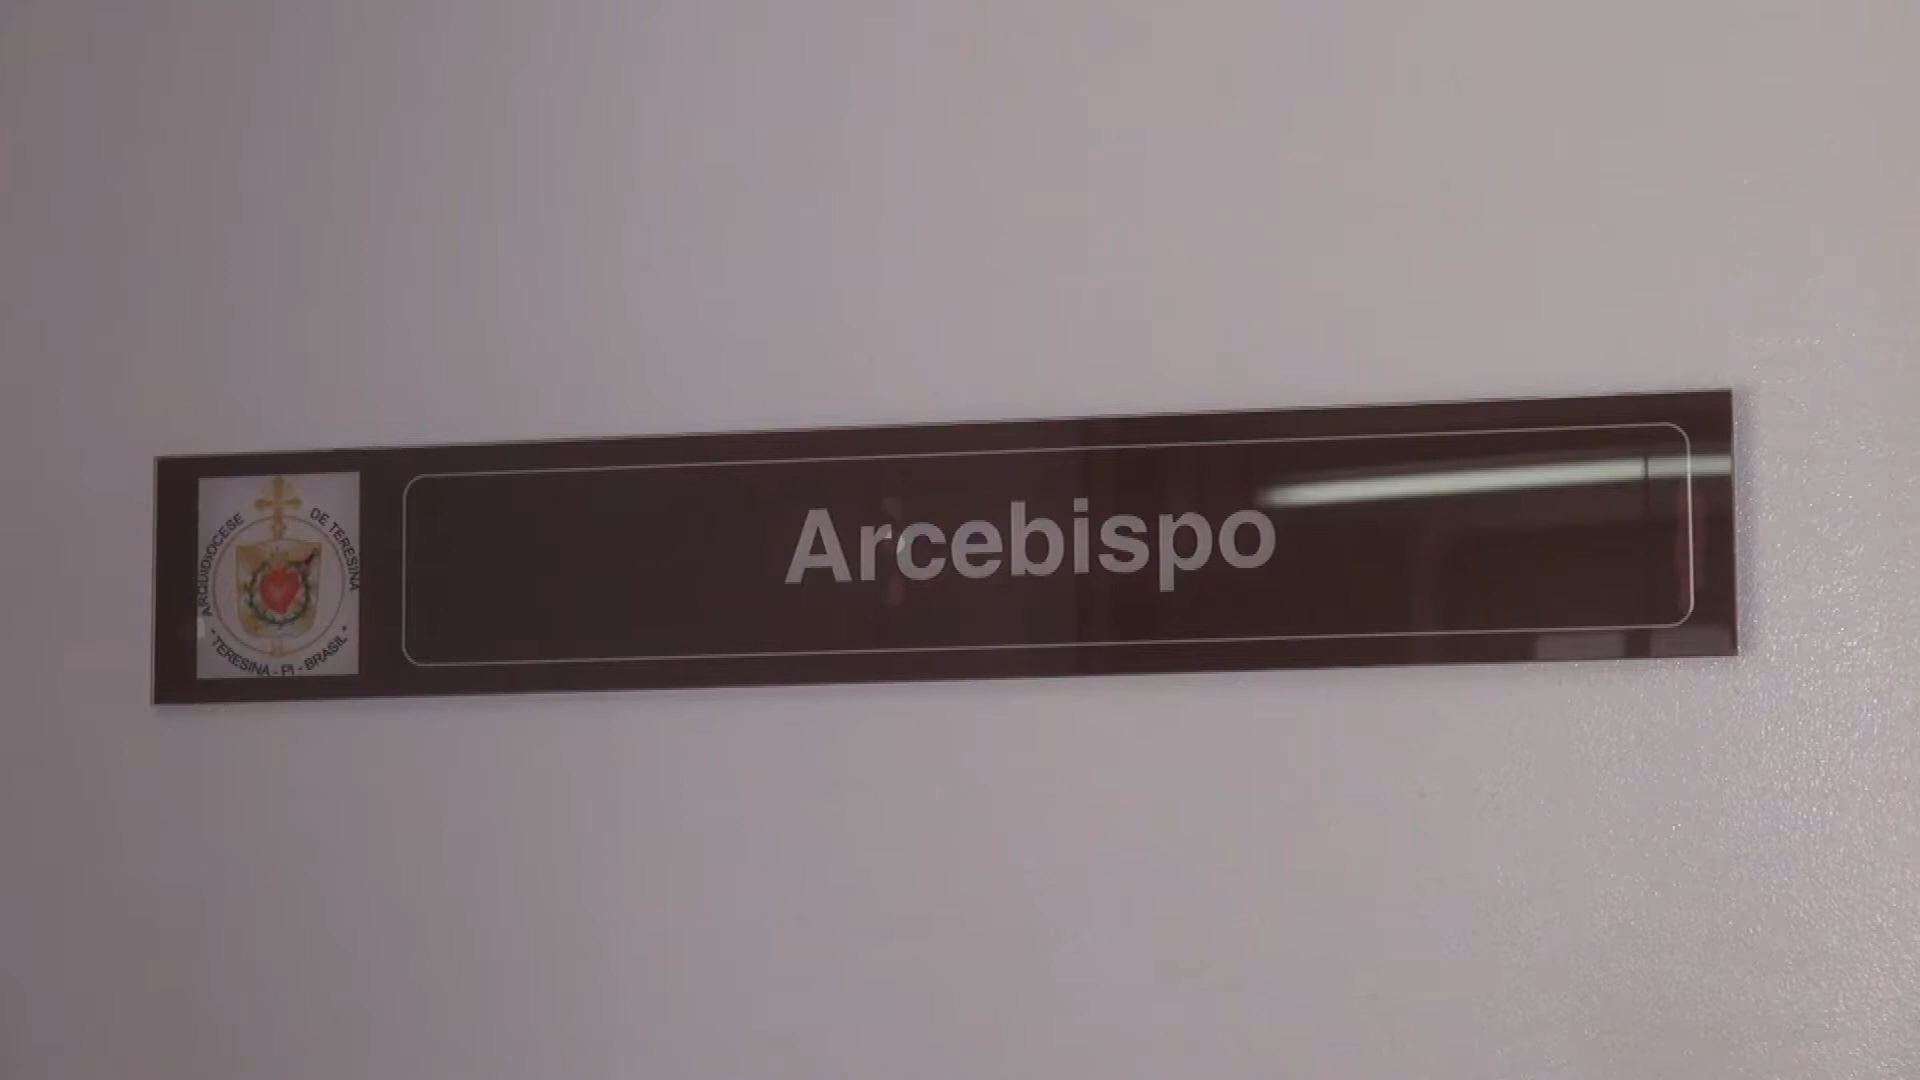 ARQUIDIOCESE DE TERESINA
* TERESINA - PI - BRASIL *
Arcebispo